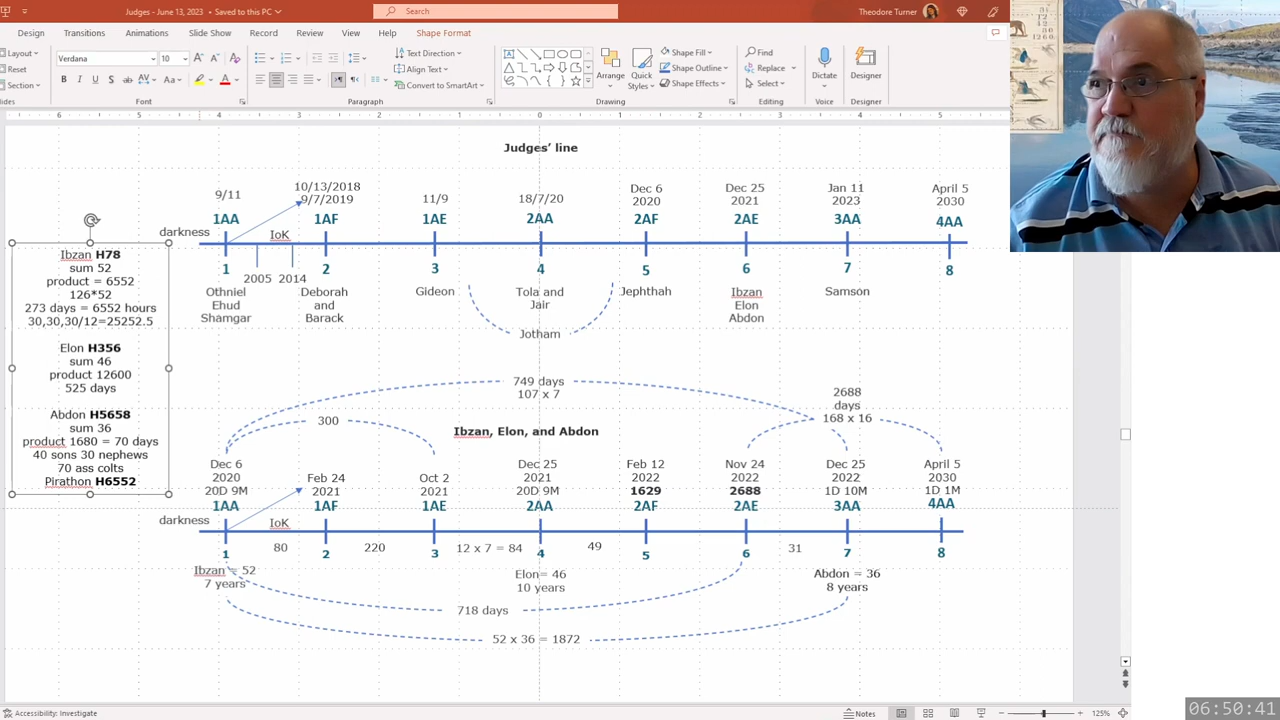 Judges - June 13, 2023 • Saved to this PC
Search
Theodore Turner
Design Transitions Animations Slide Show Record Review View Help Shape Format
Layout
Reset
Section
Verdana 10
Font
Text Direction
Align Text
Convert to SmartArt
Paragraph
Arrange
Quick
Styles
Shape Fill
Shape Outline
Shape Effects
Drawing
Find
Replace
Select
Editing
Dictate
Voice
Designer
Designer
6 5 4 3 2 1 0 1 2 3 4 5
Judges’ line
9/11
10/13/2018
9/7/2019
11/9
18/7/20
Dec 6
2020
Dec 25
2021
Jan 11
2023
April 5
2030
1AA 1AF 1AE 2AA 2AF 2AE 3AA 4AA
darkness
IoK
1 2 3 4 5 6 7 8
2005 2014
Othniel
Ehud
Shamgar
Deborah
and
Barack
Gideon
Tola and
Jair
Jephthah
Ibzan
Elon
Abdon
Samson
Jotham
Ibzan H78
sum 52
product = 6552
126*52
273 days = 6552 hours
30,30,30/12=25252.5
Elon H356
sum 46
product 12600
525 days
Abdon H5658
sum 36
product 1680 = 70 days
40 sons 30 nephews
70 ass colts
Pirathon H6552
749 days
107 x 7
2688
days
168 x 16
300
Ibzan, Elon, and Abdon
Dec 6
2020
20D 9M
Feb 24
2021
Oct 2
2021
Dec 25
2021
20D 9M
Feb 12
2022
1629
Nov 24
2022
2688
Dec 25
2022
1D 10M
April 5
2030
1D 1M
1AA 1AF 1AE 2AA 2AF 2AE 3AA 4AA
darkness
IoK
80 220 12 x 7 = 84 49 31
1 2 3 4 5 6 7 8
Ibzan = 52
7 years
Elon= 46
10 years
Abdon = 36
8 years
718 days
52 x 36 = 1872
Accessibility: Investigate
Notes
125%
06:50:41